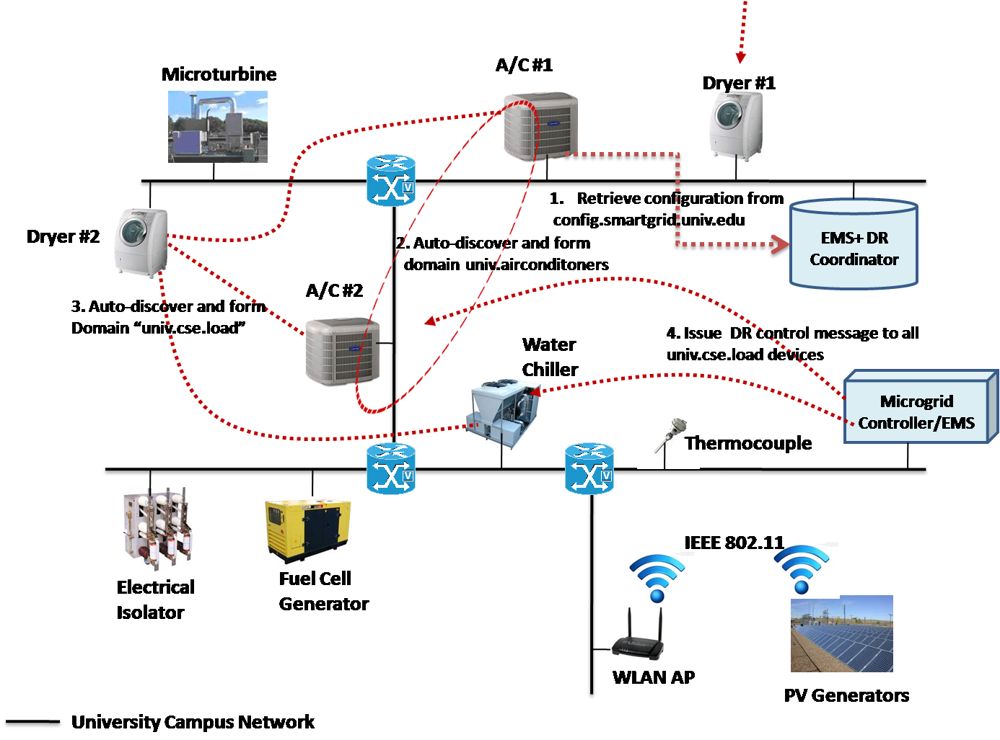 A/C #1
Microturbine
Dryer #1
1. Retrieve configuration from
config.smartgrid.univ.edu
Dryer #2
EMS+ DR
Coordinator
2. Auto-discover and form
domain univ.airconditoners
A/C #2
3. Auto-discover and form
Domain “univ.cse.load”
4. Issue DR control message to all
univ.cse.load devices
Water
Chiller
Microgrid
Controller/EMS
Thermocouple
V
V
V
IEEE 802.11
Electrical
Isolator
Fuel Cell
Generator
WLAN AP
PV Generators
University Campus Network